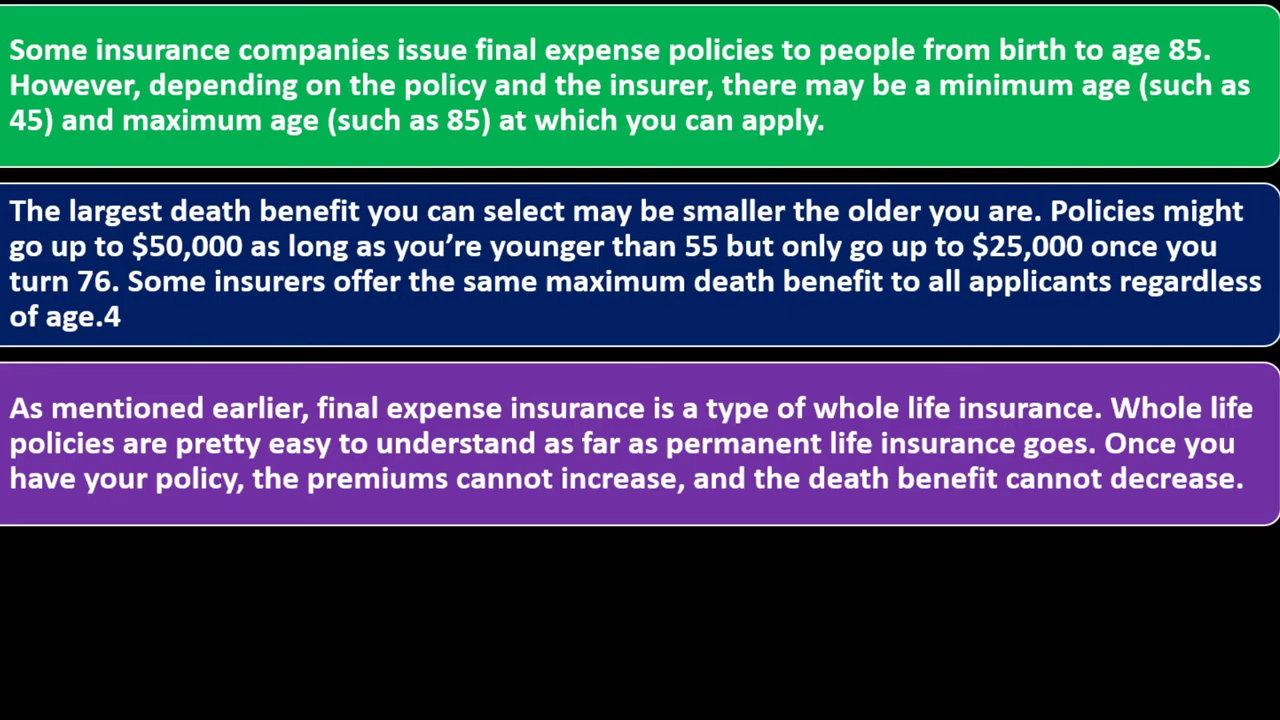 Some insurance companies issue final expense policies to people from birth to age 85.
However, depending on the policy and the insurer, there may be a minimum age (such as
45) and maximum age (such as 85) at which you can apply.
The largest death benefit you can select may be smaller the older you are. Policies might
go up to $50,000 as long as you’re younger than 55 but only go up to $25,000 once you
turn 76. Some insurers offer the same maximum death benefit to all applicants regardless
of age.4
As mentioned earlier, final expense insurance is a type of whole life insurance. Whole life
policies are pretty easy to understand as far as permanent life insurance goes. Once you
have your policy, the premiums cannot increase, and the death benefit cannot decrease.